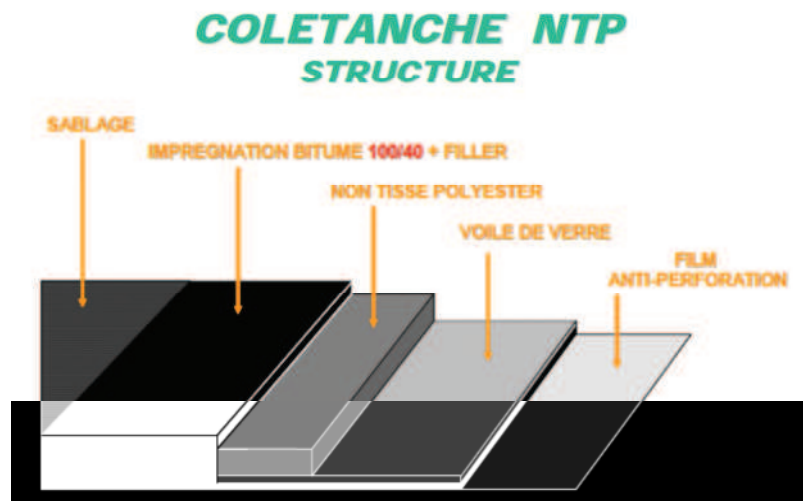 COLETANCHE NTP
STRUCTURE
SABLAGE
IMPREGNATION BITUME 100/40 + FILLER
NON TISSE POLYESTER
VOILE DE VERRE
FILM
ANTI-PERFORATION